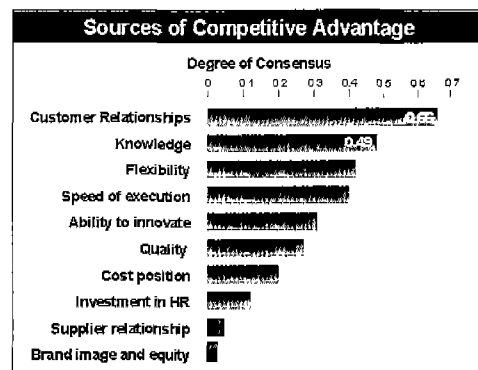 Sources of Competitive Advantage
Degree of Consensus
0 0.1 0.2 0.3 0.4 0.5 0.6 0.7
Customer Relationships
Knowledge 0.49
Flexibility
Speed of execution
Ability to innovate
Quality
Cost position
Investment in HR
Supplier relationship
Brand image and equity